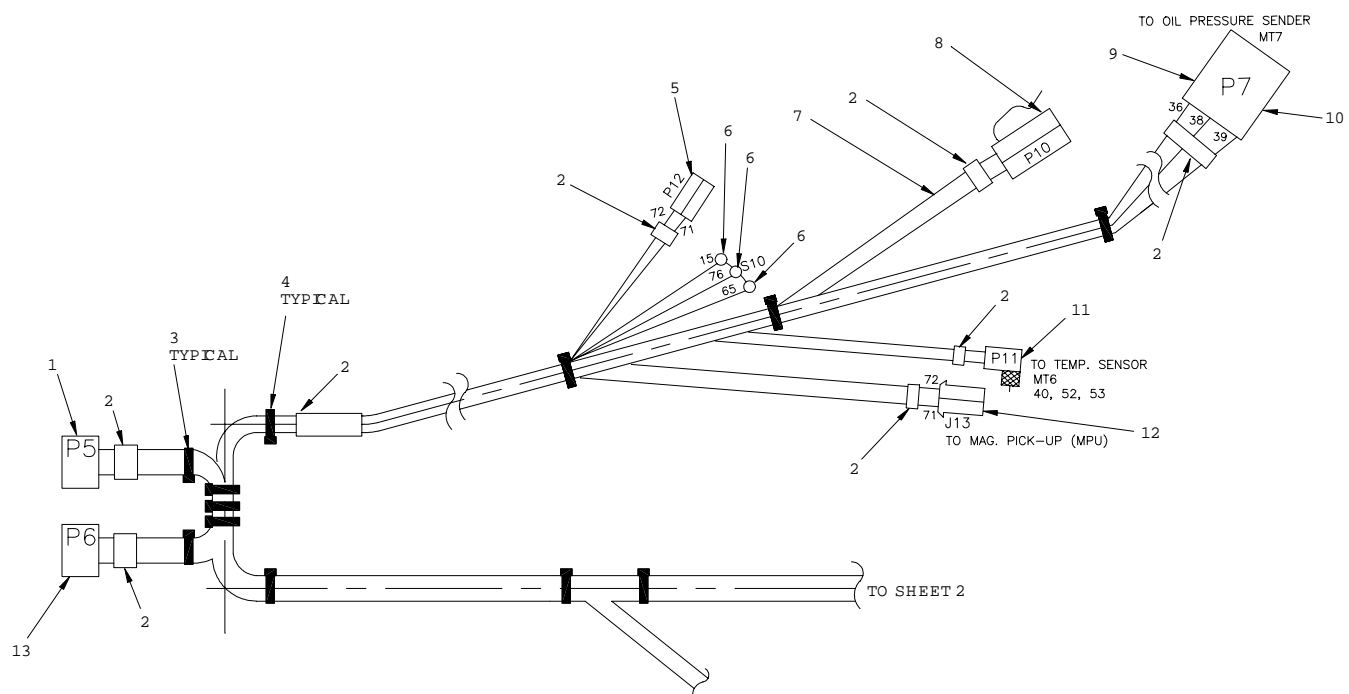 TO OIL PRESSURE SENDER
MT7
9
P7
10
36
38
39
2
8
2
7
P10
5
6
6
6
2
P12
72
71
15
S10
76
65
4
TYPICAL
3
TYPICAL
2
2
11
P11
TO TEMP. SENSOR
MT6
40, 52, 53
72
71
J13
TO MAG. PICK-UP (MPU)
12
2
1
2
P5
P6
2
13
TO SHEET 2